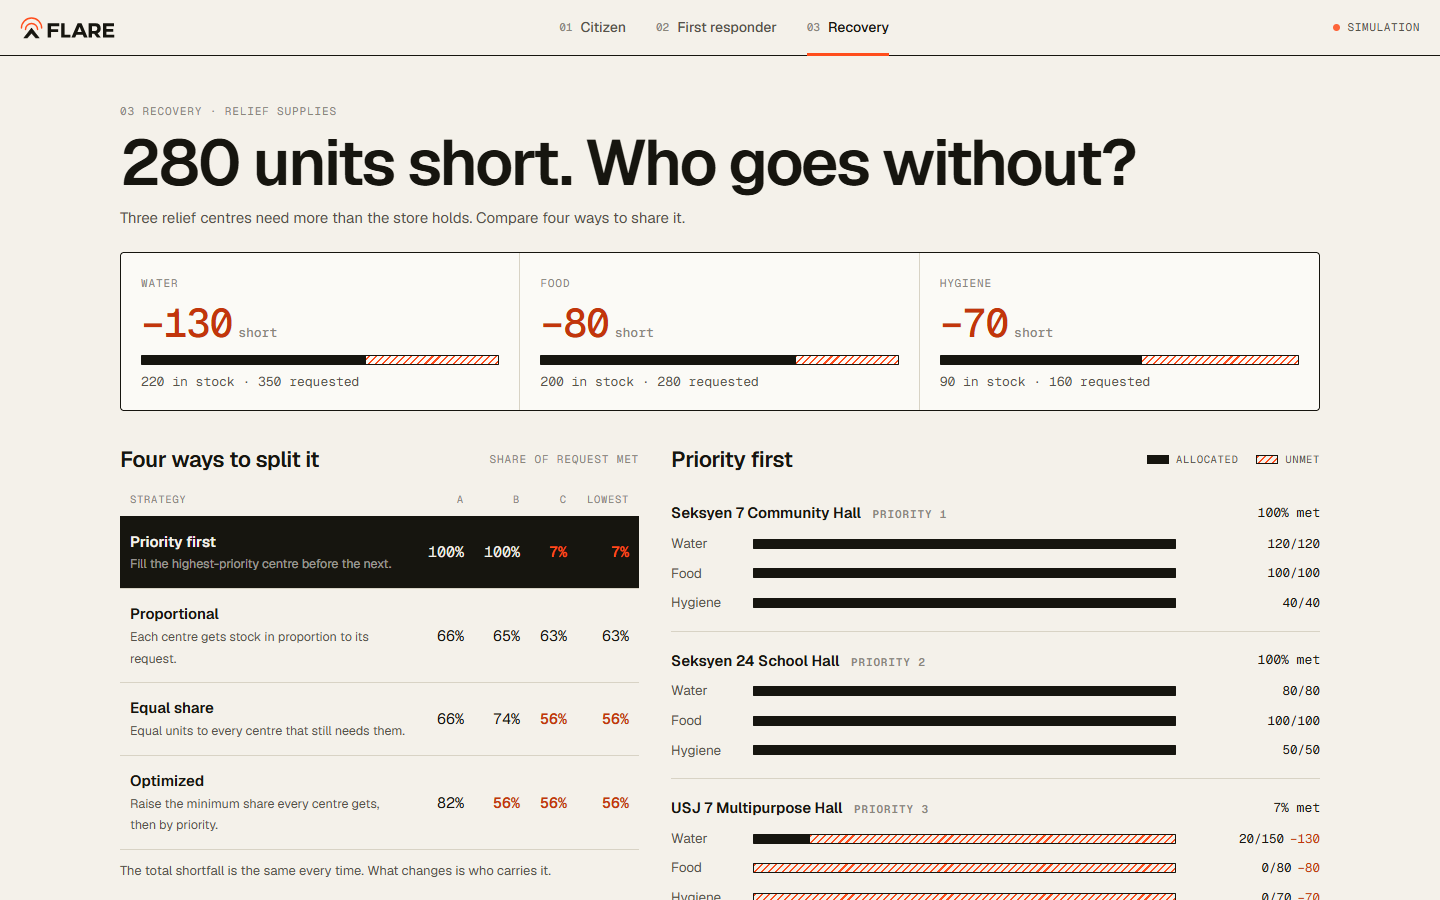 FLARE
01 Citizen
02 First responder
03 Recovery
SIMULATION
03 RECOVERY · RELIEF SUPPLIES
280 units short. Who goes without?
Three relief centres need more than the store holds. Compare four ways to share it.
WATER
−130 short
220 in stock · 350 requested
FOOD
−80 short
200 in stock · 280 requested
HYGIENE
−70 short
90 in stock · 160 requested
Four ways to split it
SHARE OF REQUEST MET
STRATEGY A B C LOWEST
Priority first
Fill the highest-priority centre before the next.
100% 100% 7% 7%
Proportional
Each centre gets stock in proportion to its
request.
66% 65% 63% 63%
Equal share
Equal units to every centre that still needs them.
66% 74% 56% 56%
Optimized
Raise the minimum share every centre gets,
then by priority.
82% 56% 56% 56%
The total shortfall is the same every time. What changes is who carries it.
Priority first
ALLOCATED UNMET
Seksyen 7 Community Hall PRIORITY 1 100% met
Water 120/120
Food 100/100
Hygiene 40/40
Seksyen 24 School Hall PRIORITY 2 100% met
Water 80/80
Food 100/100
Hygiene 50/50
USJ 7 Multipurpose Hall PRIORITY 3 7% met
Water 20/150 −130
Food 0/80 −80
Hygiene 0/70 −70